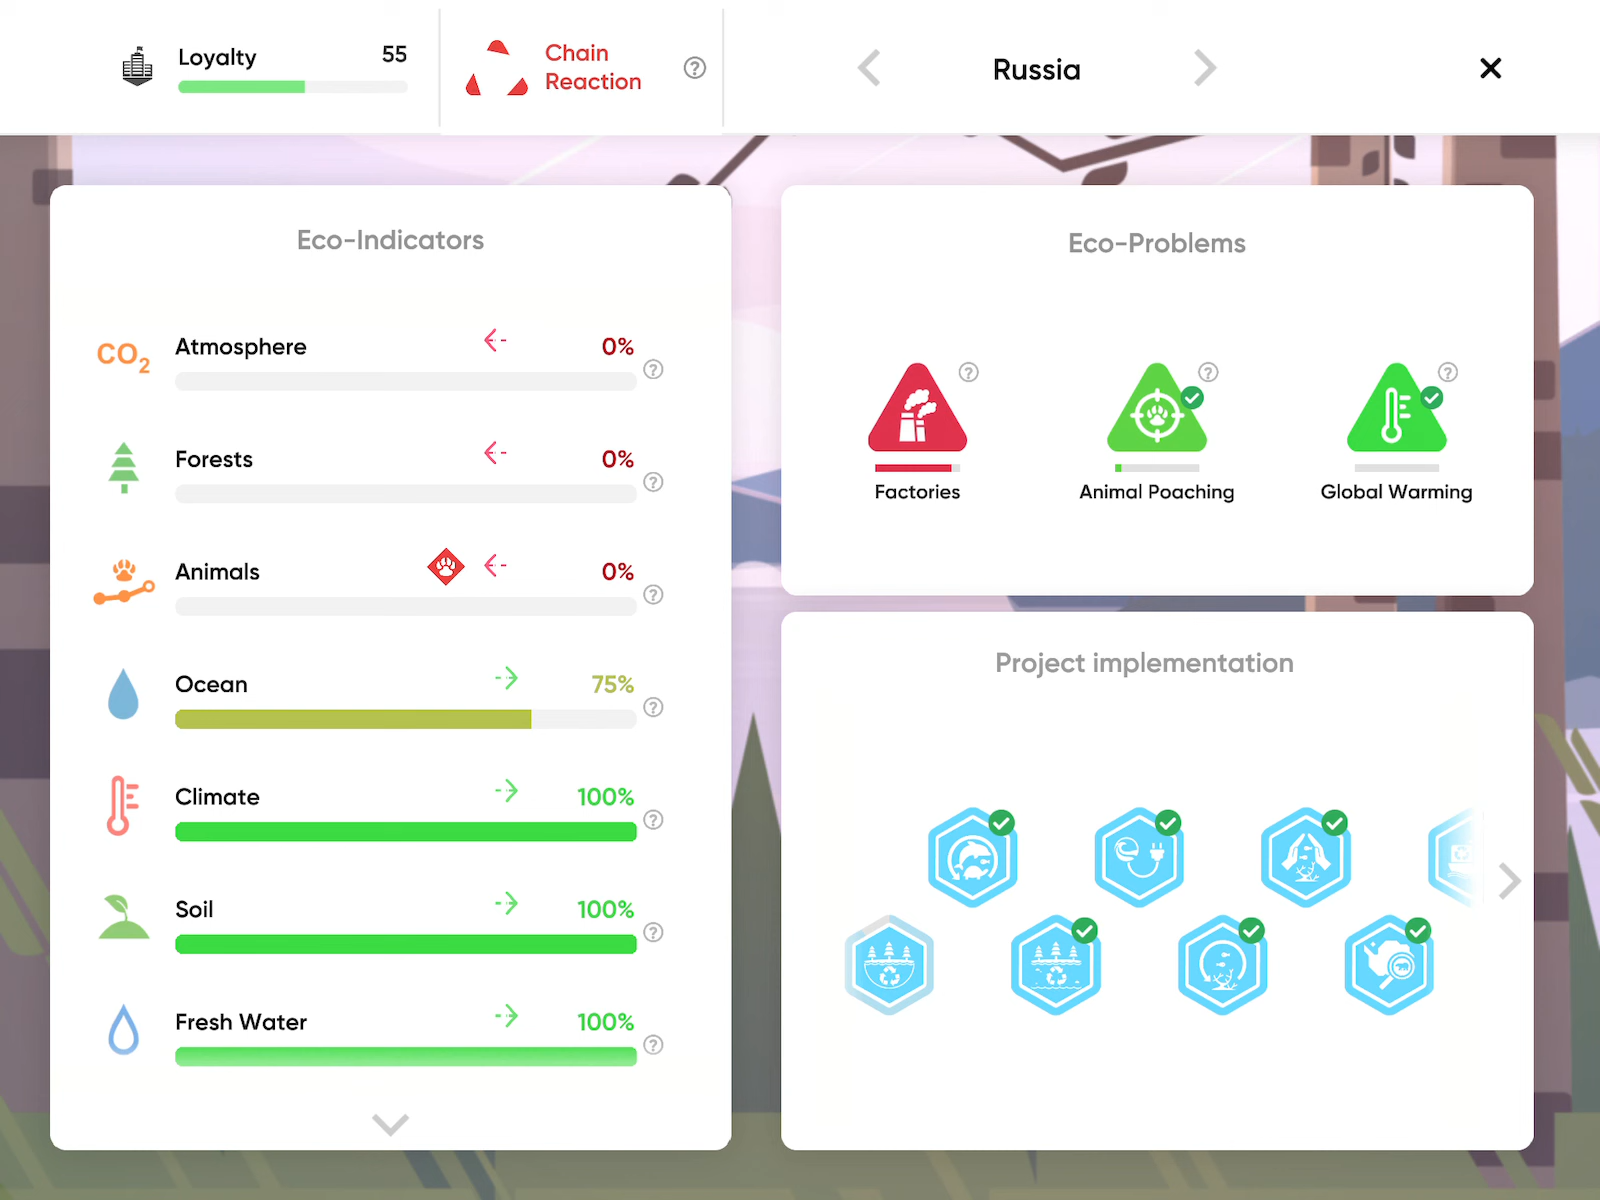 Loyalty 55
Chain
Reaction
?
Russia
Eco-Indicators
CO2 Atmosphere 0% ?
Forests 0% ?
Animals 0% ?
Ocean 75% ?
Climate 100% ?
Soil 100% ?
Fresh Water 100% ?
Eco-Problems
? ? ?
Factories Animal Poaching Global Warming
Project implementation